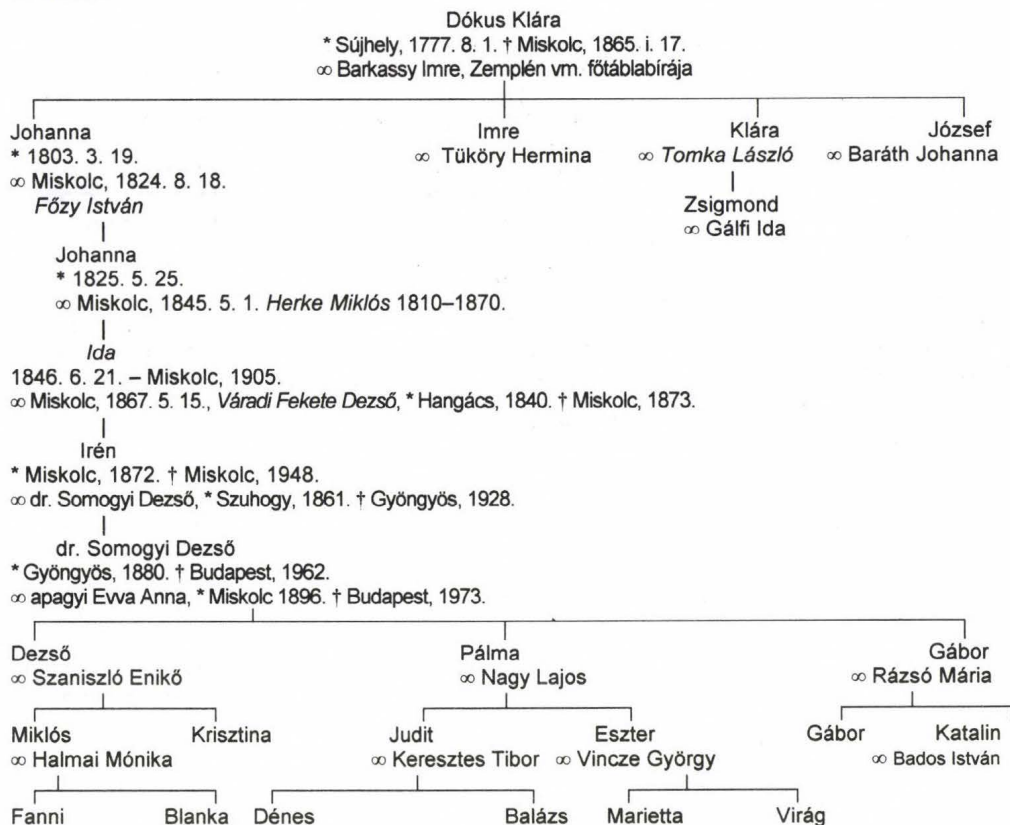 Dókus Klára
* Sújhely, 1777. 8. 1. † Miskolc, 1865. i. 17.
∞ Barkassy Imre, Zemplén vm. főtáblabírája
Johanna Imre Klára József
* 1803. 3. 19. ∞ Tüköry Hermina ∞ Tomka László ∞ Baráth Johanna
∞ Miskolc, 1824. 8. 18.
Főzy István Zsigmond
∞ Gálfi Ida
Johanna
* 1825. 5. 25.
∞ Miskolc, 1845. 5. 1. Herke Miklós 1810–1870.
Ida
1846. 6. 21. – Miskolc, 1905.
∞ Miskolc, 1867. 5. 15., Váradi Fekete Dezső, * Hangács, 1840. † Miskolc, 1873.
Irén
* Miskolc, 1872. † Miskolc, 1948.
∞ dr. Somogyi Dezső, * Szuhogy, 1861. † Gyöngyös, 1928.
dr. Somogyi Dezső
* Gyöngyös, 1880. † Budapest, 1962.
∞ apagyi Evva Anna, * Miskolc 1896. † Budapest, 1973.
Dezső Pálma Gábor
∞ Szaniszló Enikő ∞ Nagy Lajos ∞ Rázsó Mária
Miklós Krisztina Judit Eszter Gábor Katalin
∞ Halmai Mónika ∞ Keresztes Tibor ∞ Vincze György ∞ Bados István
Fanni Blanka Dénes Balázs Marietta Virág